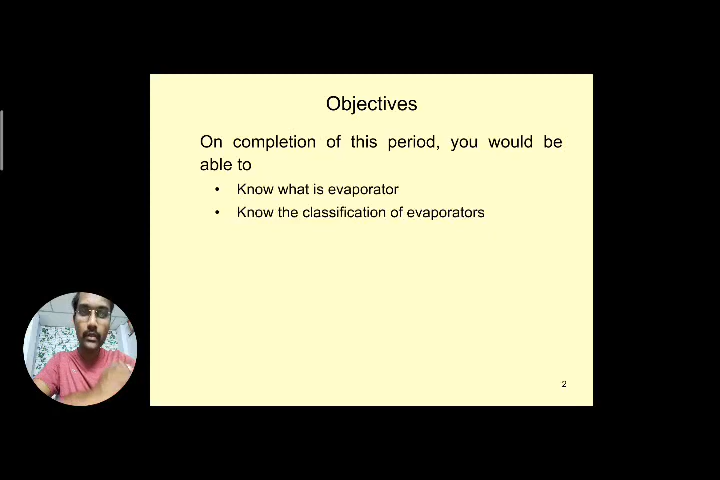 Objectives
On completion of this period, you would be
able to
• Know what is evaporator
• Know the classification of evaporators
2